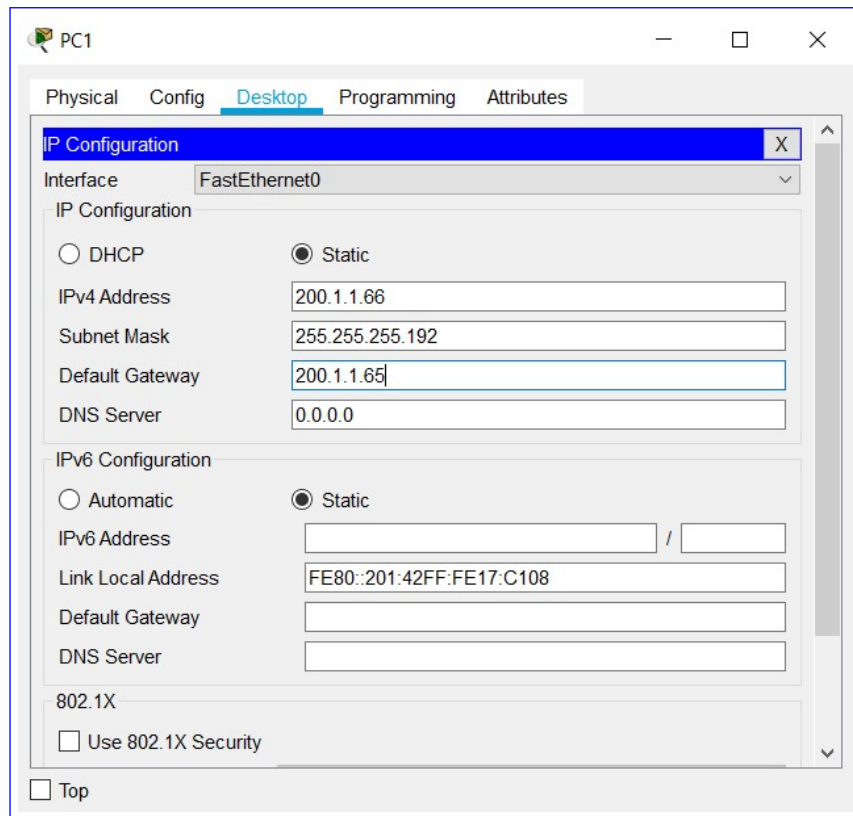 PC1
Physical Config Desktop Programming Attributes
IP Configuration X
Interface FastEthernet0
IP Configuration
DHCP Static
IPv4 Address 200.1.1.66
Subnet Mask 255.255.255.192
Default Gateway 200.1.1.65
DNS Server 0.0.0.0
IPv6 Configuration
Automatic Static
IPv6 Address /
Link Local Address FE80::201:42FF:FE17:C108
Default Gateway
DNS Server
802.1X
Use 802.1X Security
Top